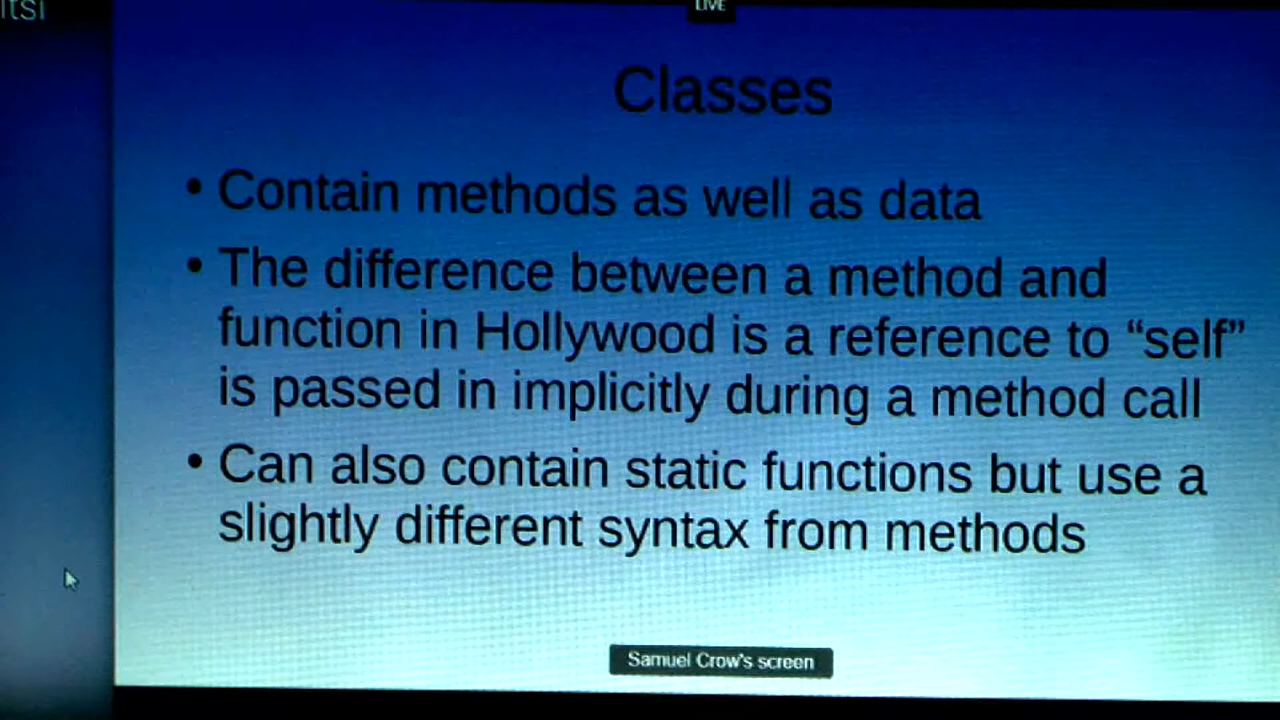 itsi
LIVE
Classes
• Contain methods as well as data
• The difference between a method and
function in Hollywood is a reference to “self”
is passed in implicitly during a method call
• Can also contain static functions but use a
slightly different syntax from methods
Samuel Crow's screen